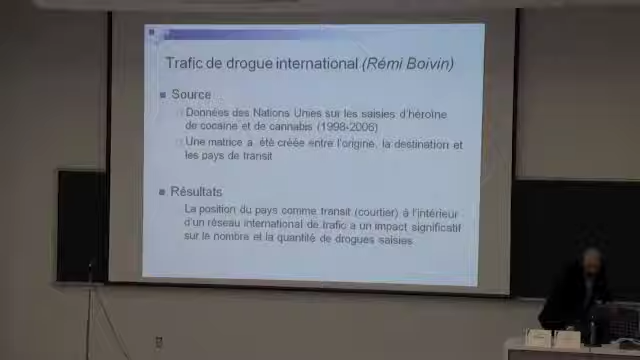 Trafic de drogue international (Rémi Boivin)
Source
Données des Nations Unies sur les saisies d'héroïne
de cocaïne et de cannabis (1998-2006)
Une matrice a été créée entre l'origine, la destination et
les pays de transit
Résultats
La position du pays comme transit (courtier) à l'intérieur
d'un réseau international de trafic a un impact significatif
sur le nombre et la quantité de drogues saisies